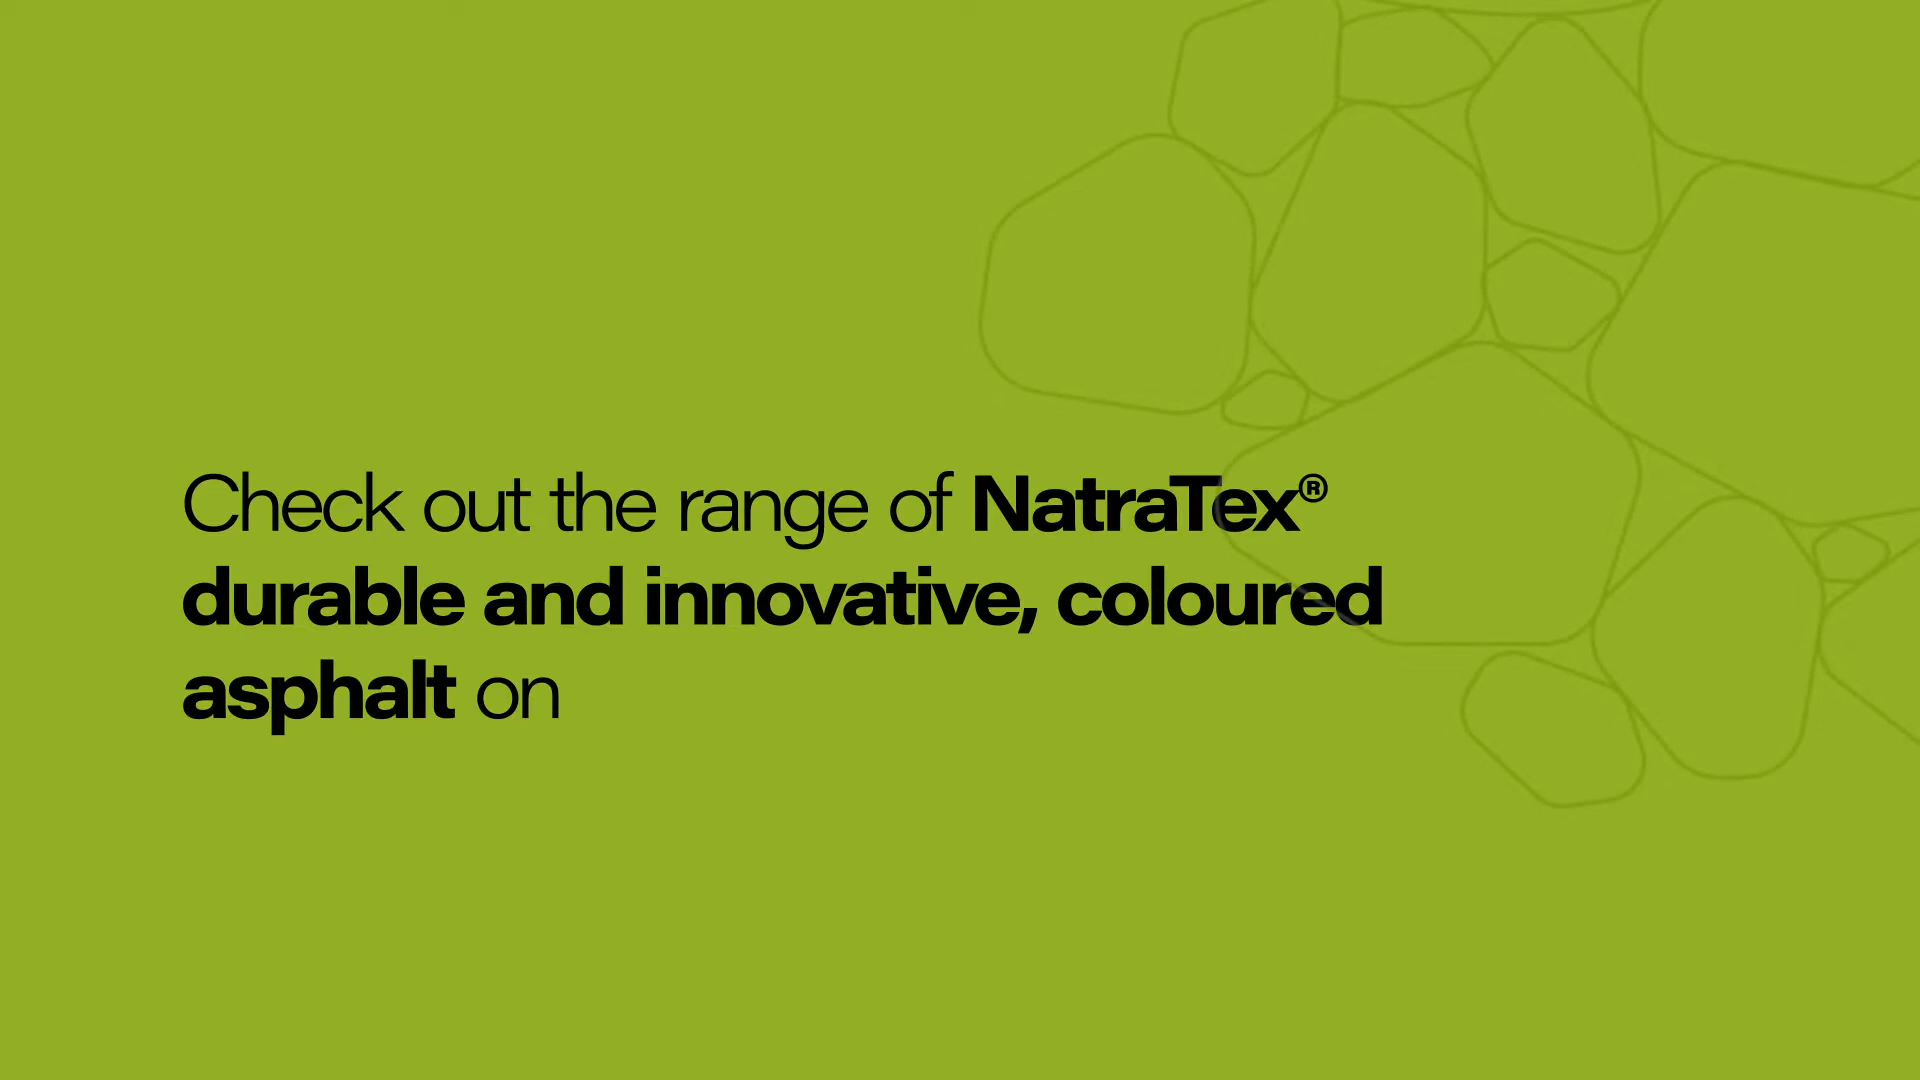 Check out the range of NatraTex®
durable and innovative, coloured
asphalt on